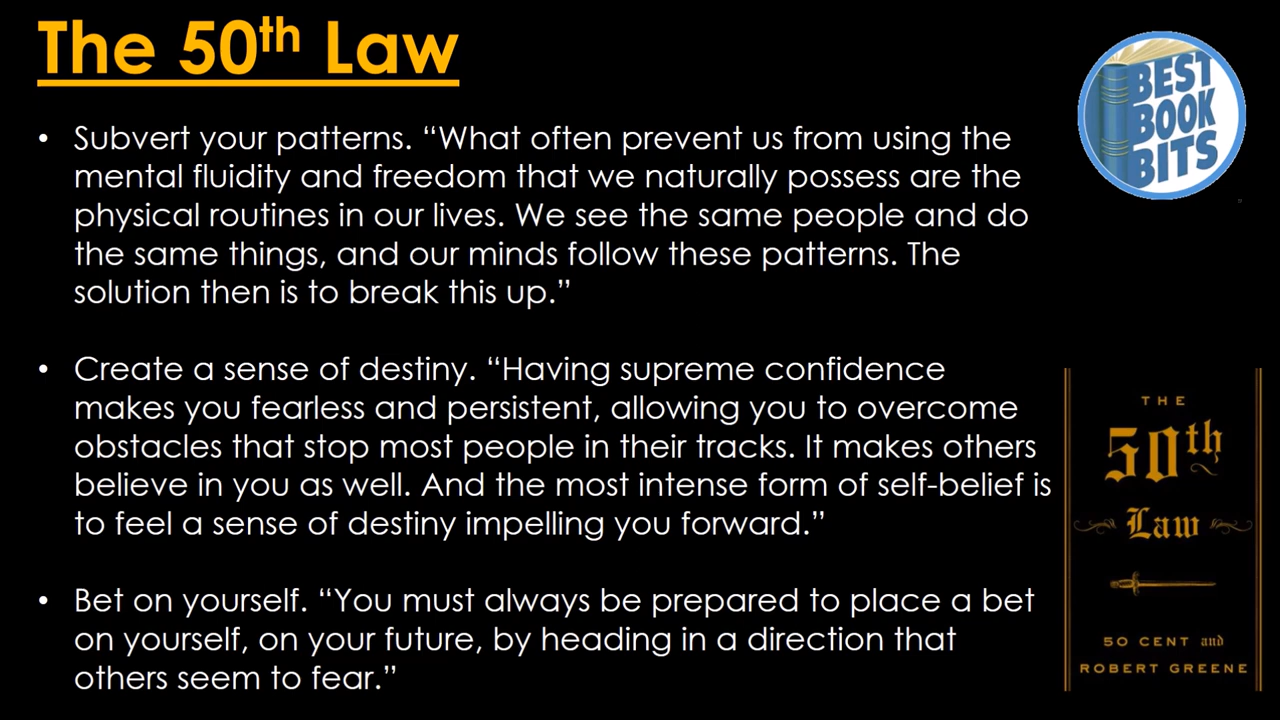 The 50th Law
BEST
BOOK
BITS
• Subvert your patterns. “What often prevent us from using the
mental fluidity and freedom that we naturally possess are the
physical routines in our lives. We see the same people and do
the same things, and our minds follow these patterns. The
solution then is to break this up.”
• Create a sense of destiny. “Having supreme confidence
makes you fearless and persistent, allowing you to overcome
obstacles that stop most people in their tracks. It makes others
believe in you as well. And the most intense form of self-belief is
to feel a sense of destiny impelling you forward.”
• Bet on yourself. “You must always be prepared to place a bet
on yourself, on your future, by heading in a direction that
others seem to fear.”
THE
50th
Law
50 CENT and
ROBERT GREENE